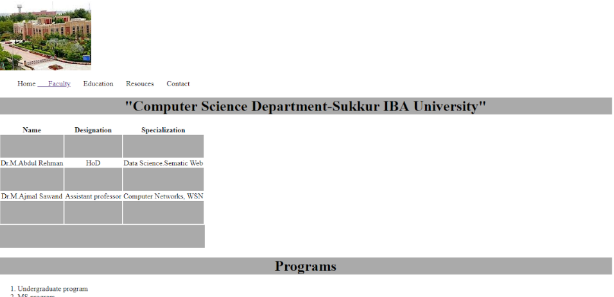 Home Faculty Education Resouces Contact
"Computer Science Department-Sukkur IBA University"
Name Designation Specialization
Dr.M.Abdul Rehman HoD Data Science,Sematic Web
Dr.M.Ajmal Sawand Assistant professor Computer Networks, WSN
Programs
1. Undergraduate program
2. MS program